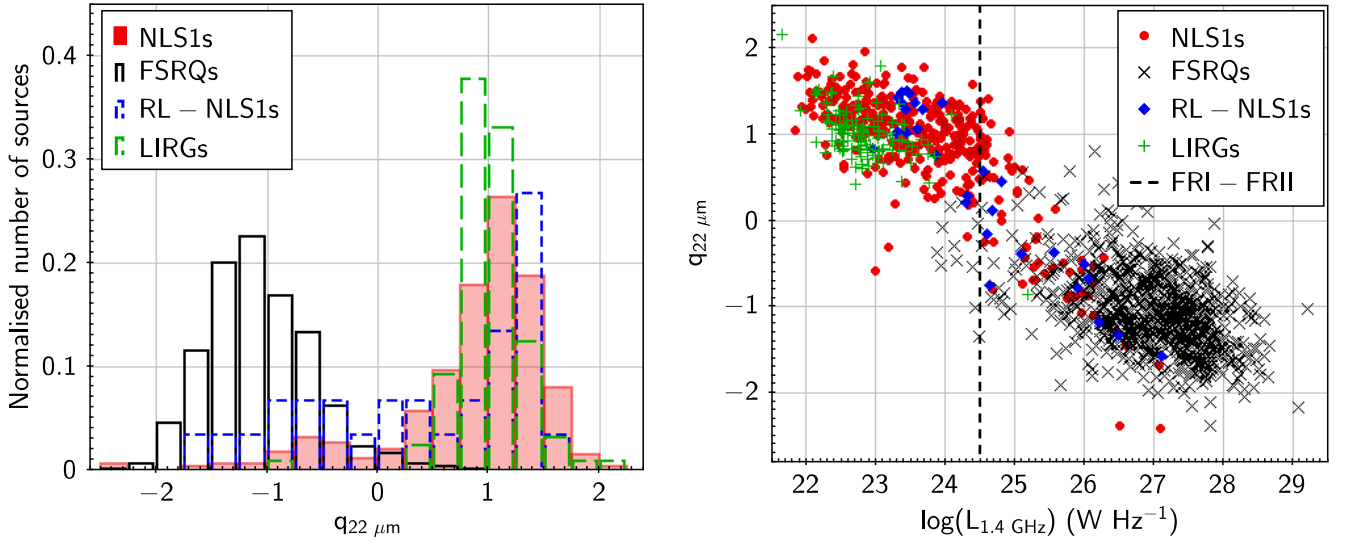 NLS1s
FSRQs
RL − NLS1s
LIRGs
Normalised number of sources
0.4
0.3
0.2
0.1
0
−2 −1 0 1 2
q22 μm
NLS1s
FSRQs
RL − NLS1s
LIRGs
FRI − FRII
q22 μm
2
1
0
−1
−2
22 23 24 25 26 27 28 29
log(L1.4 GHz) (W Hz−1)